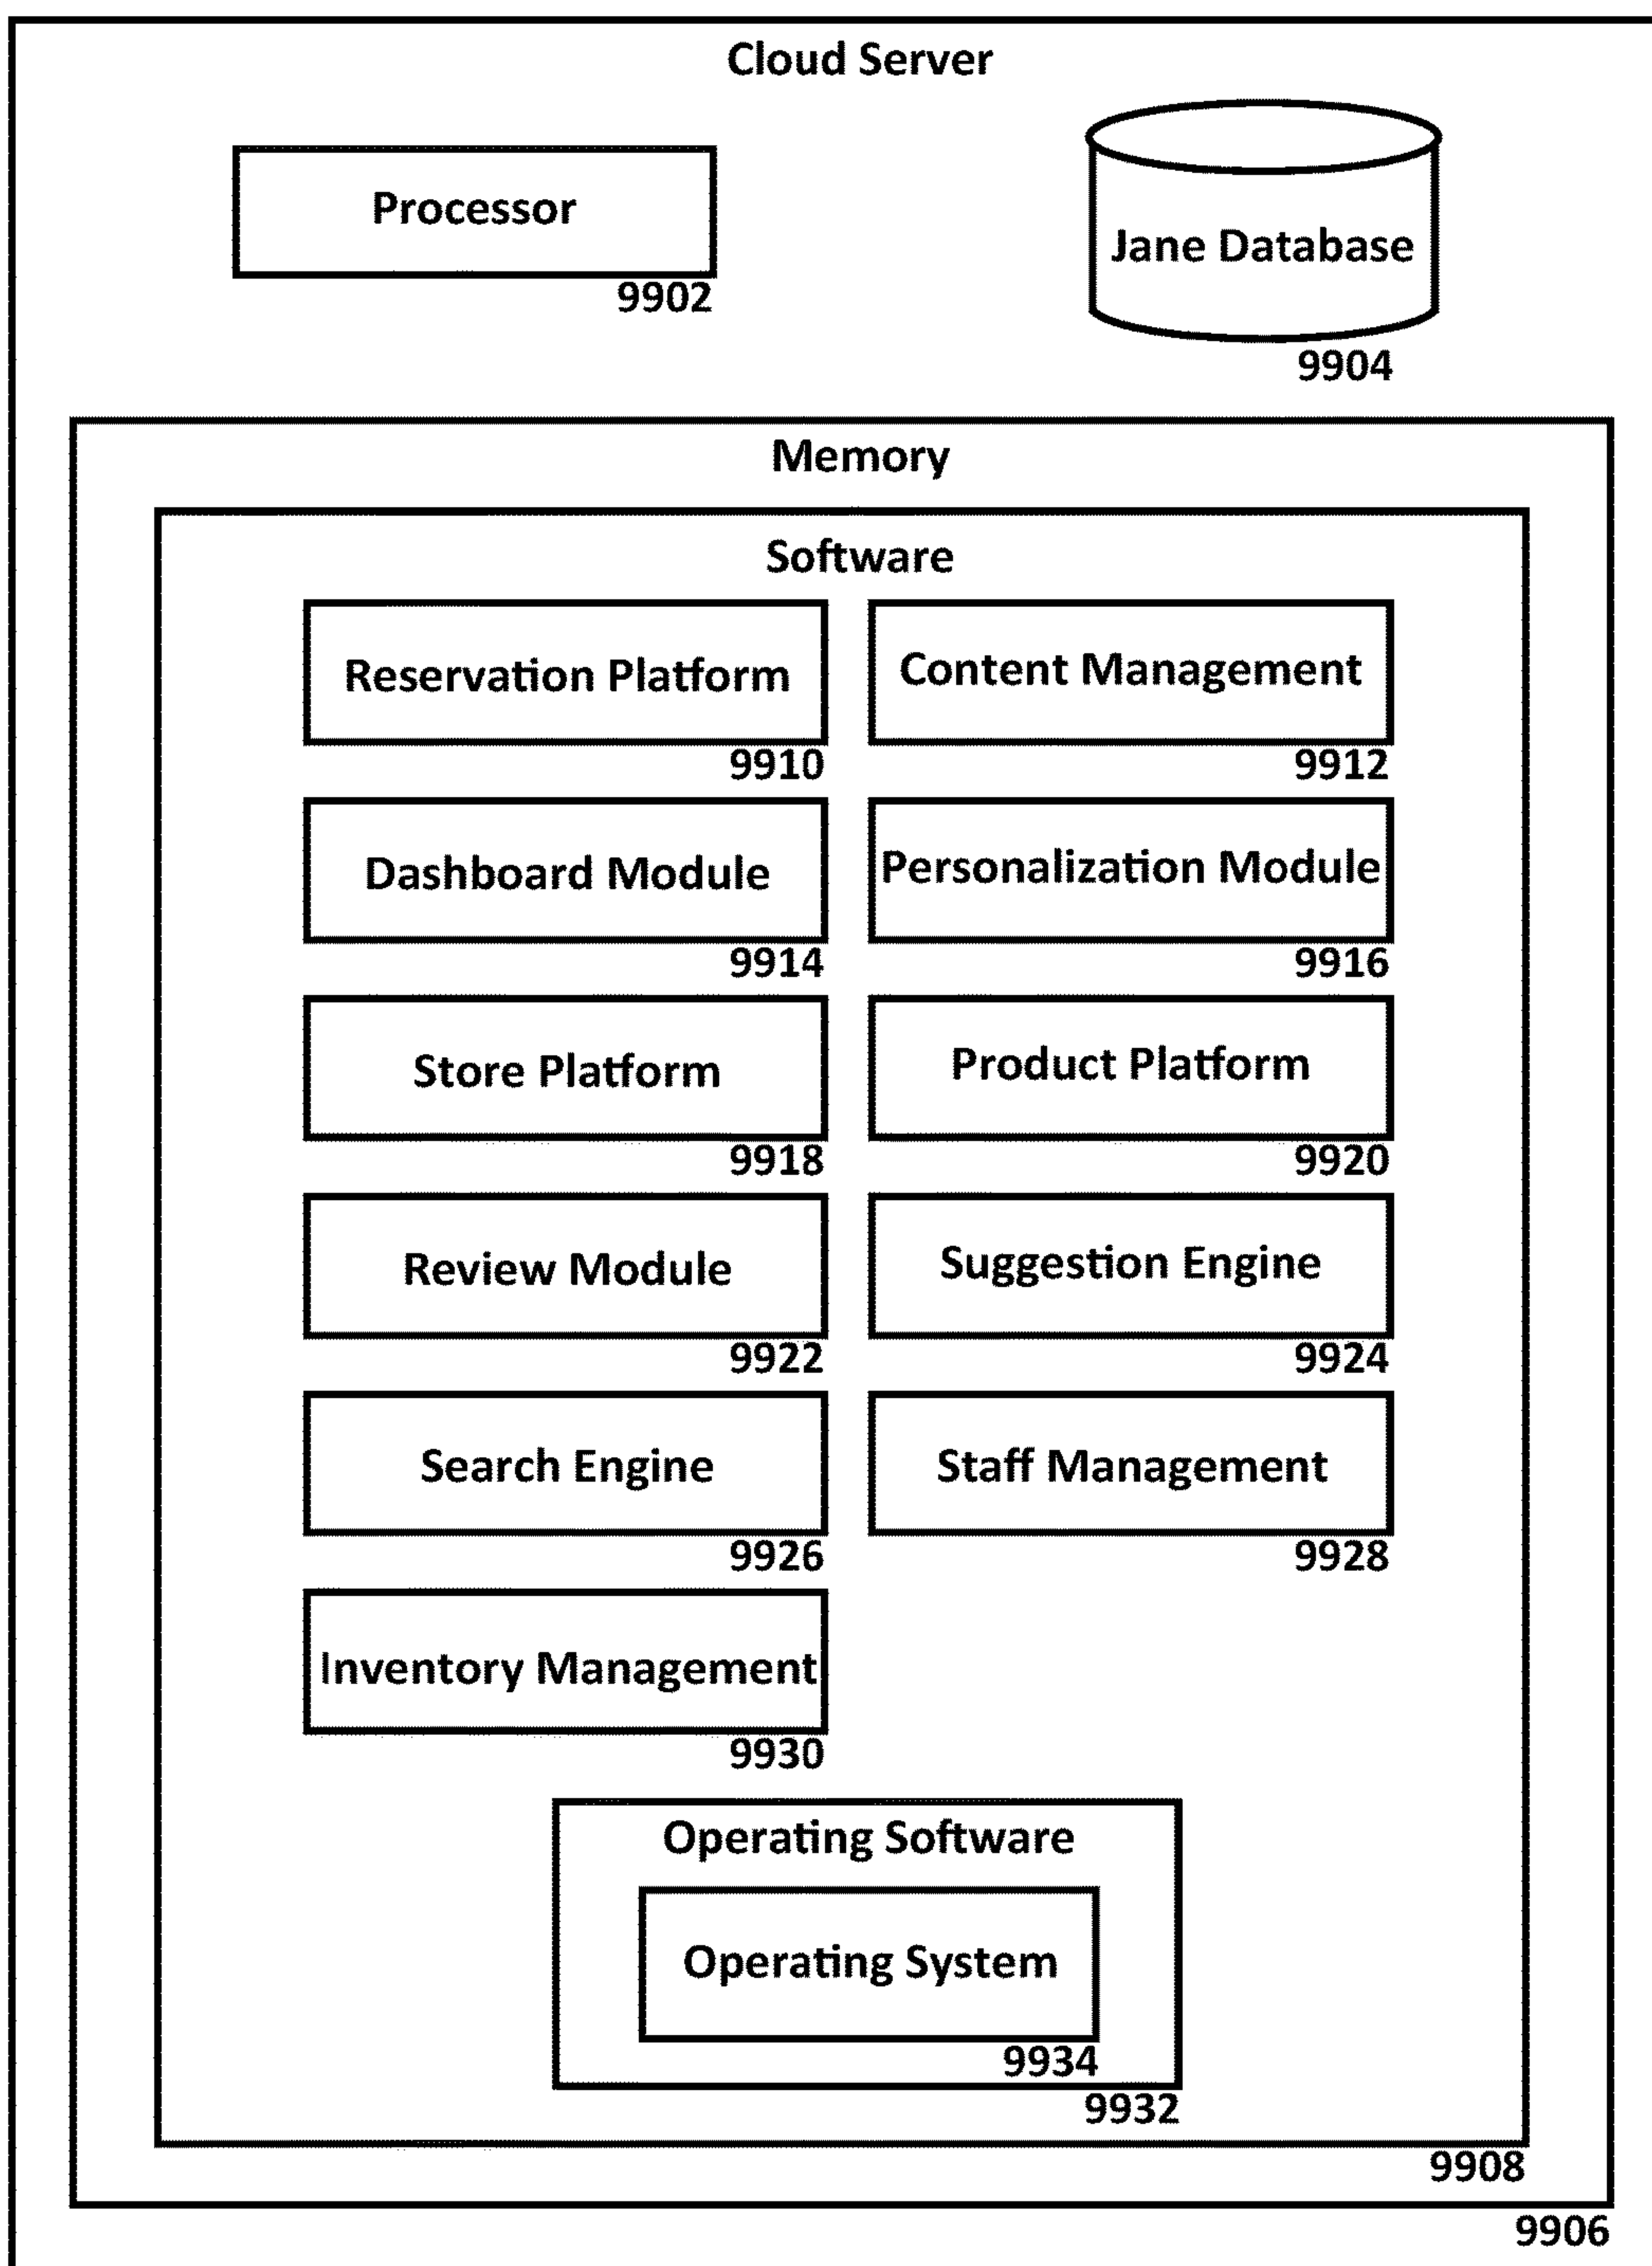 Cloud Server
Processor
9902
Jane Database
9904
Memory
Software
Reservation Platform
9910
Content Management
9912
Dashboard Module
9914
Personalization Module
9916
Store Platform
9918
Product Platform
9920
Review Module
9922
Suggestion Engine
9924
Search Engine
9926
Staff Management
9928
Inventory Management
9930
Operating Software
Operating System
9934
9932
9908
9906